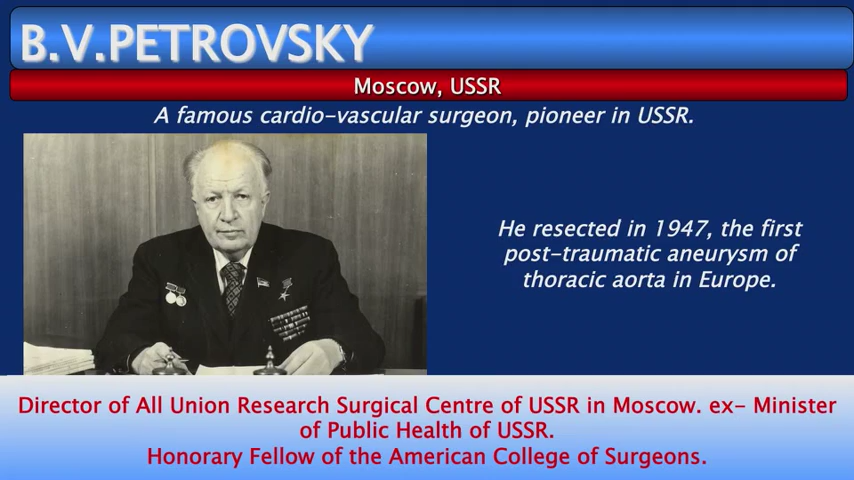 B.V.PETROVSKY
Moscow, USSR
A famous cardio-vascular surgeon, pioneer in USSR.
He resected in 1947, the first
post-traumatic aneurysm of
thoracic aorta in Europe.
Director of All Union Research Surgical Centre of USSR in Moscow. ex- Minister
of Public Health of USSR.
Honorary Fellow of the American College of Surgeons.